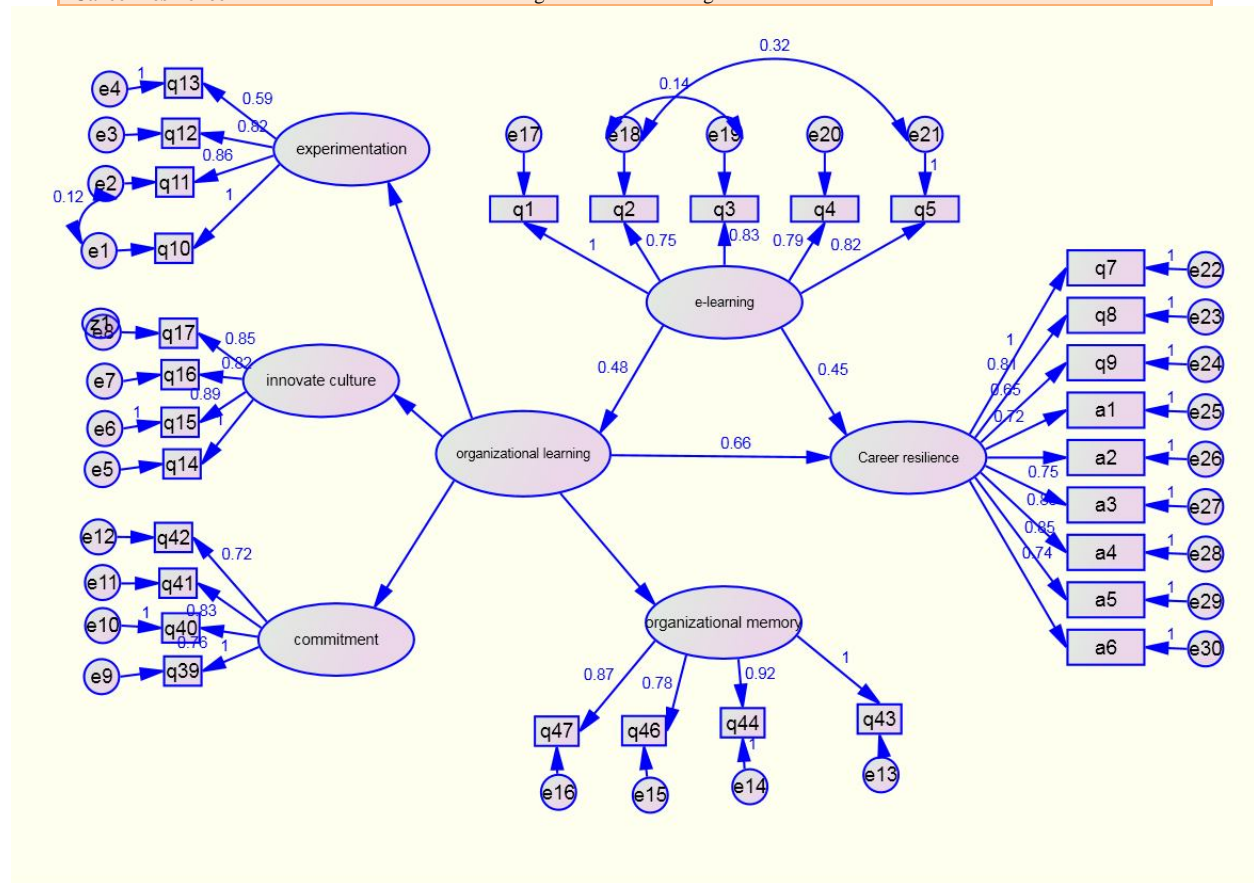 0.32
0.14
e4
1
q13
0.59
e3
q12
0.82
experimentation
e2
q11
0.86
0.12
1
e1
q10
e17
e18
e19
e20
e21
1
q1
q2
q3
q4
q5
1
0.75
0.83
0.79
0.82
e-learning
0.48
0.45
z1
e8
q17
0.85
e7
q16
0.82
innovate culture
0.89
e6
1
q15
1
e5
q14
organizational learning
0.66
Career resilience
q7
1
e22
q8
1
e23
q9
1
e24
a1
1
e25
a2
1
e26
a3
1
e27
a4
1
e28
a5
1
e29
a6
1
e30
1
0.81
0.65
0.72
0.75
0.85
0.74
e12
q42
0.72
e11
q41
0.83
e10
1
q40
commitment
0.76
1
e9
q39
organizational memory
0.87
0.78
0.92
1
q47
q46
q44
q43
1
e16
e15
e14
e13